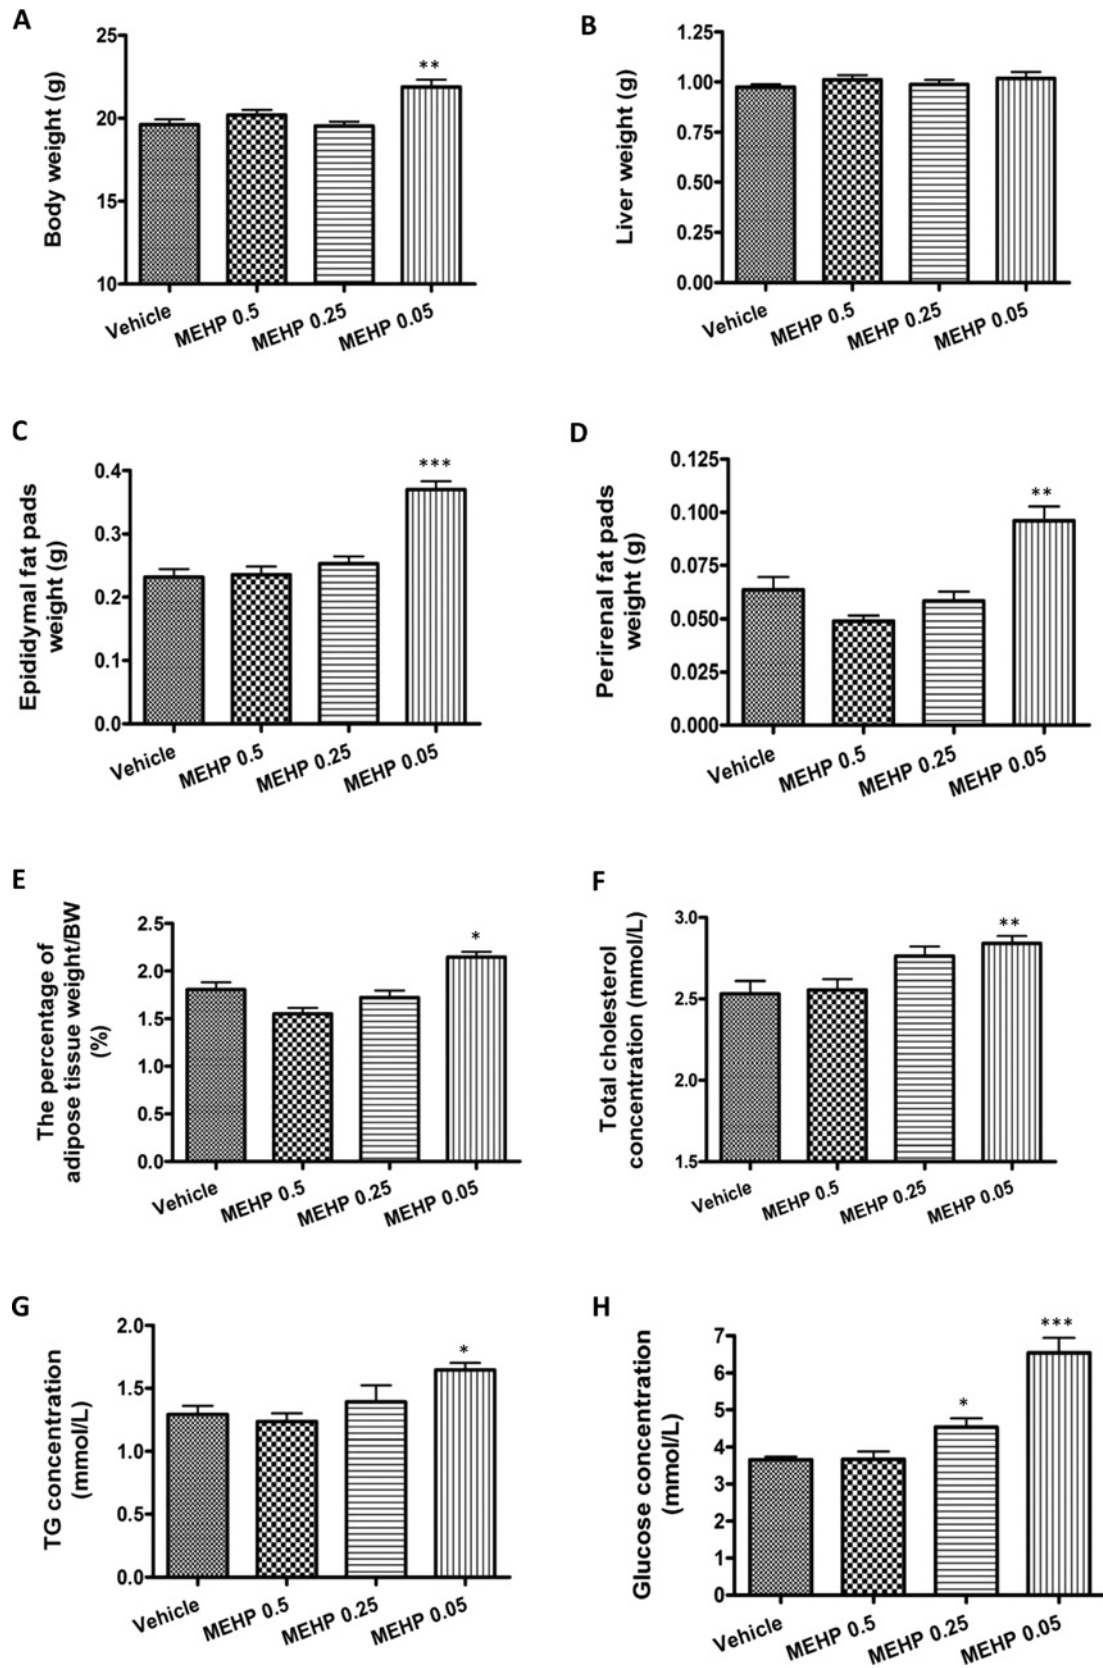 A
Body weight (g)
25
**
20
15
10
Vehicle
MEHP 0.5
MEHP 0.25
MEHP 0.05
B
Liver weight (g)
1.25
1.00
0.75
0.50
0.25
0.00
Vehicle
MEHP 0.5
MEHP 0.25
MEHP 0.05
C
Epididymal fat pads
weight (g)
0.4
***
0.3
0.2
0.1
0.0
Vehicle
MEHP 0.5
MEHP 0.25
MEHP 0.05
D
Perirenal fat pads
weight (g)
0.125
**
0.100
0.075
0.050
0.025
0.000
Vehicle
MEHP 0.5
MEHP 0.25
MEHP 0.05
E
The percentage of
adipose tissue weight/BW
(%)
2.5
*
2.0
1.5
1.0
0.5
0.0
Vehicle
MEHP 0.5
MEHP 0.25
MEHP 0.05
F
Total cholesterol
concentration (mmol/L)
3.0
**
2.5
2.0
1.5
Vehicle
MEHP 0.5
MEHP 0.25
MEHP 0.05
G
TG concentration
(mmol/L)
2.0
*
1.5
1.0
0.5
0.0
Vehicle
MEHP 0.5
MEHP 0.25
MEHP 0.05
H
Glucose concentration
(mmol/L)
***
7
6
5
*
4
3
2
1
0
Vehicle
MEHP 0.5
MEHP 0.25
MEHP 0.05